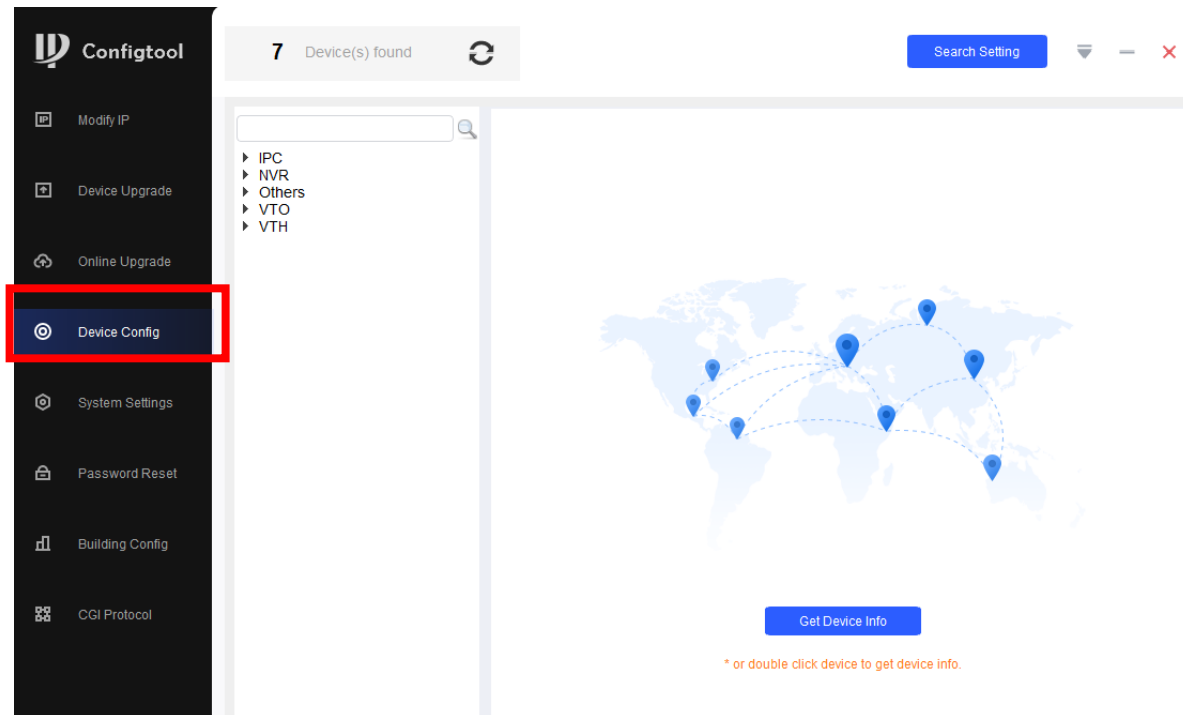 Configtool
7 Device(s) found
Search Setting
IP Modify IP
Device Upgrade
Online Upgrade
Device Config
System Settings
Password Reset
Building Config
CGI Protocol
IPC
NVR
Others
VTO
VTH
Get Device Info
* or double click device to get device info.